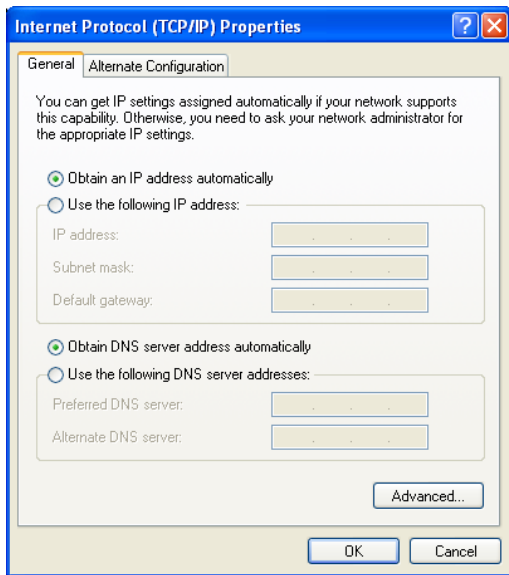 Internet Protocol (TCP/IP) Properties
General
Alternate Configuration
You can get IP settings assigned automatically if your network supports
this capability. Otherwise, you need to ask your network administrator for
the appropriate IP settings.
Obtain an IP address automatically
Use the following IP address:
IP address:
Subnet mask:
Default gateway:
Obtain DNS server address automatically
Use the following DNS server addresses:
Preferred DNS server:
Alternate DNS server:
Advanced...
OK
Cancel